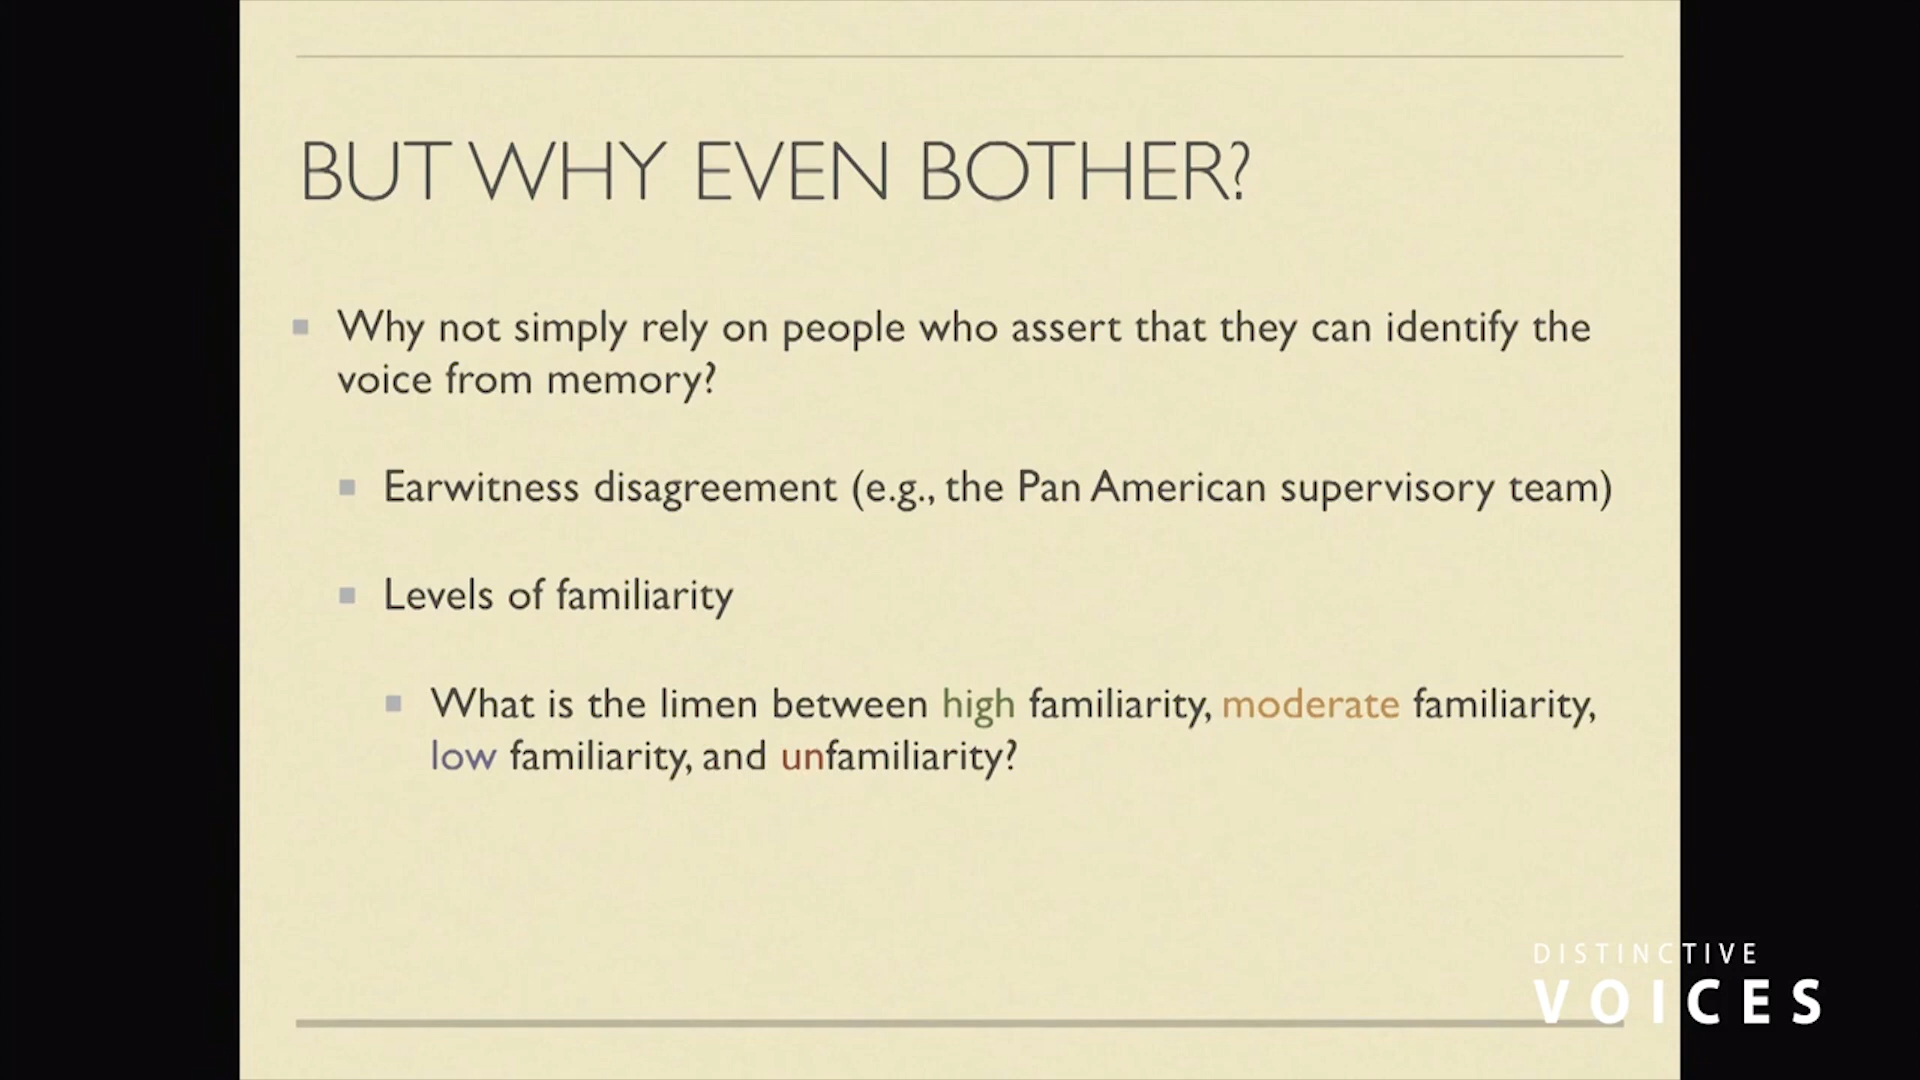 BUT WHY EVEN BOTHER?
Why not simply rely on people who assert that they can identify the
voice from memory?
Earwitness disagreement (e.g., the Pan American supervisory team)
Levels of familiarity
What is the limen between high familiarity, moderate familiarity,
low familiarity, and unfamiliarity?
DISTINCTIVE
VOICES